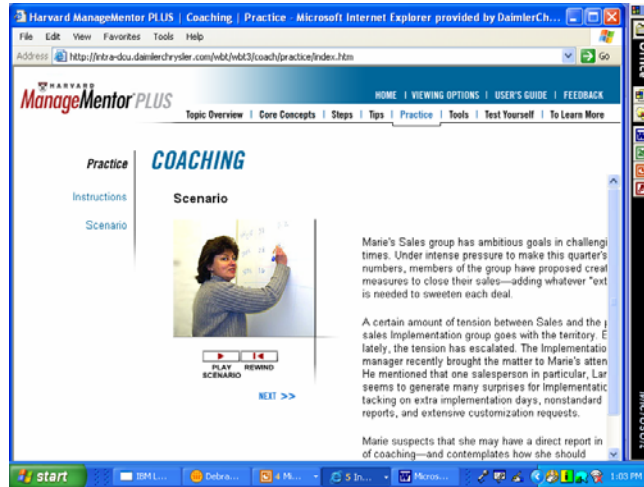 Harvard ManageMentor PLUS | Coaching | Practice - Microsoft Internet Explorer provided by DaimlerCh...
File Edit View Favorites Tools Help
Address http://intra-dcu.daimlerchrysler.com/wbt/wbt3/coach/practice/index.htm Go
HARVARD
ManageMentor PLUS
HOME | VIEWING OPTIONS | USER'S GUIDE | FEEDBACK
Topic Overview | Core Concepts | Steps | Tips | Practice | Tools | Test Yourself | To Learn More
Practice
COACHING
Instructions
Scenario
Scenario
PLAY SCENARIO
REWIND
NEXT >>
Marie's Sales group has ambitious goals in challengi
times. Under intense pressure to make this quarter's
numbers, members of the group have proposed creat
measures to close their sales—adding whatever "ext
is needed to sweeten each deal.
A certain amount of tension between Sales and the p
sales Implementation group goes with the territory. E
lately, the tension has escalated. The Implementatio
manager recently brought the matter to Marie's atten
He mentioned that one salesperson in particular, Lar
seems to generate many surprises for Implementatic
tacking on extra implementation days, nonstandard
reports, and extensive customization requests.
Marie suspects that she may have a direct report in
of coaching—and contemplates how she should
start
IBM L...
Debra...
4 Mi...
5 In...
Micros...
1:03 PM